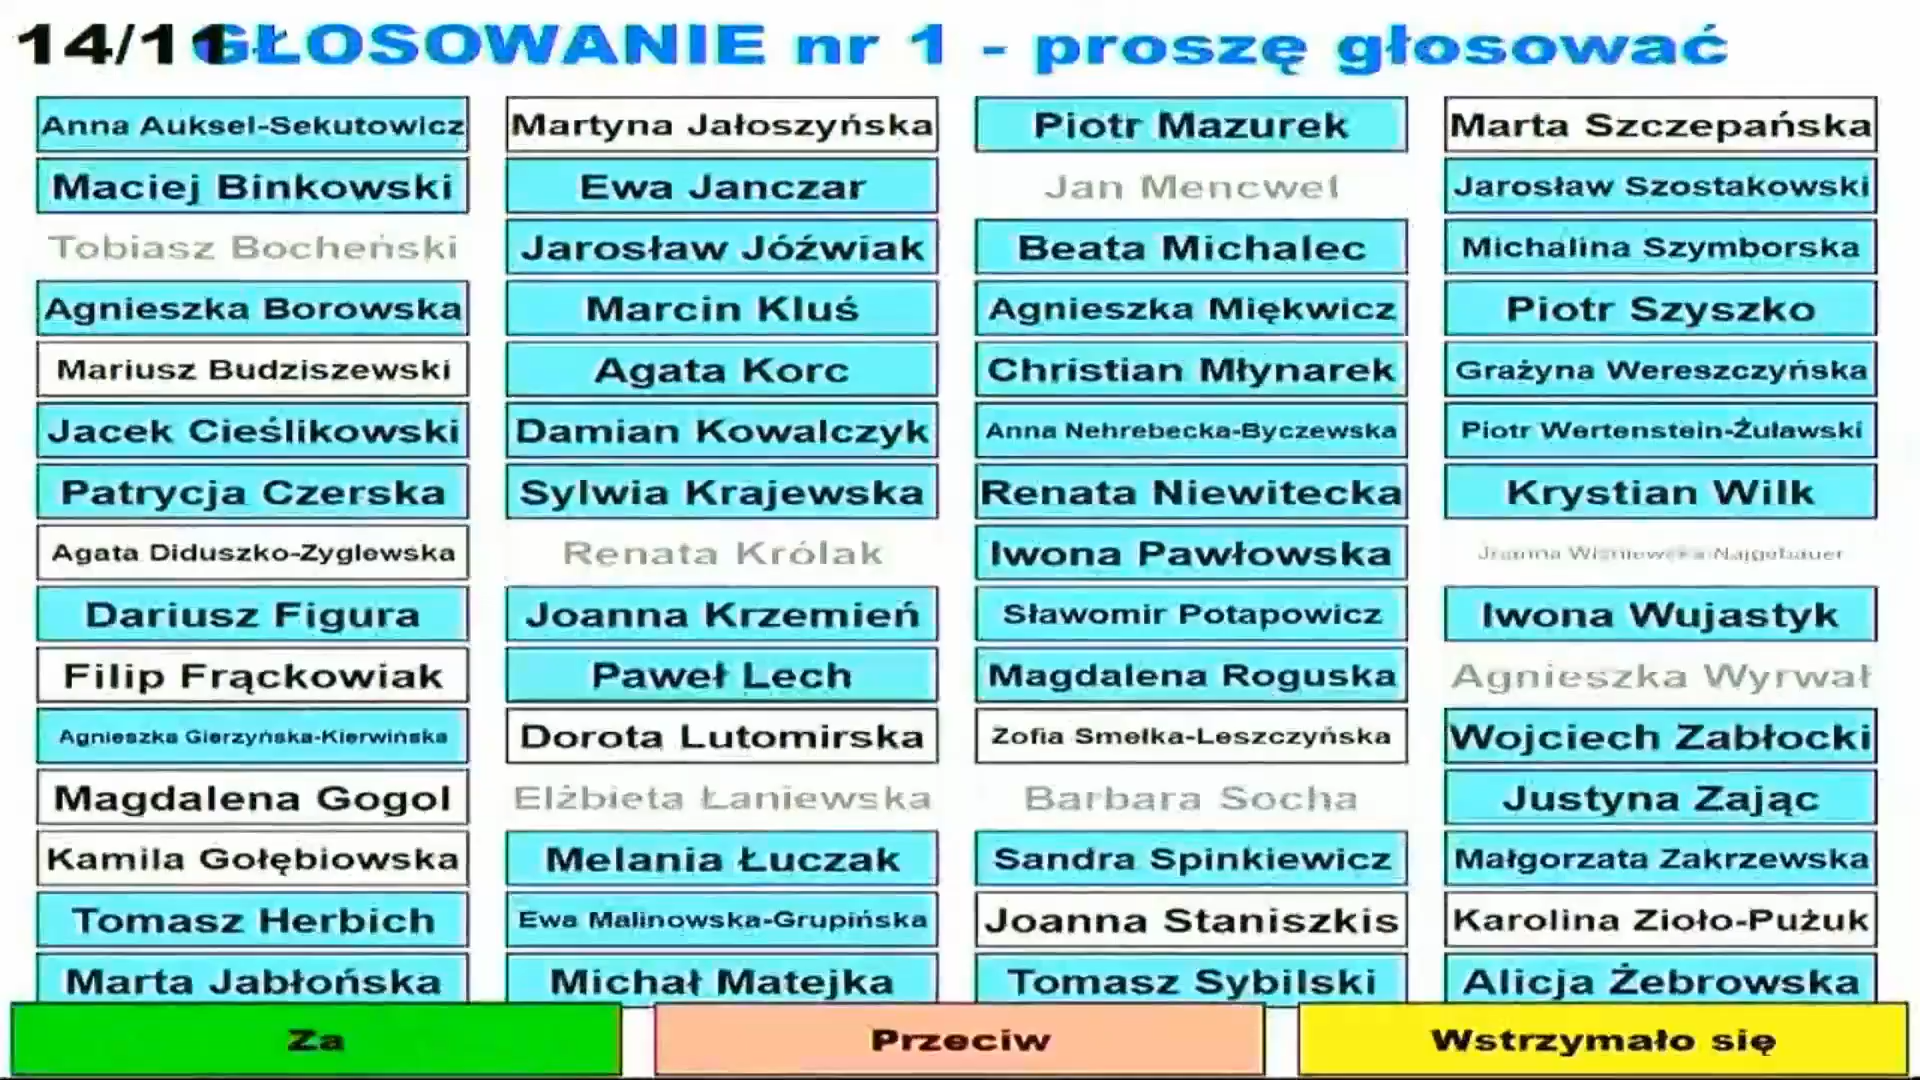 14/11 GŁOSOWANIE nr 1 - proszę głosować
Anna Auksel-Sekutowicz
Maciej Binkowski
Tobiasz Bocheński
Agnieszka Borowska
Mariusz Budziszewski
Jacek Cieślikowski
Patrycja Czerska
Agata Diduszko-Zyglewska
Dariusz Figura
Filip Frąckowiak
Agnieszka Gierzyńska-Kierwińska
Magdalena Gogol
Kamila Gołębiowska
Tomasz Herbich
Marta Jabłońska
Martyna Jałoszyńska
Ewa Janczar
Jarosław Jóźwiak
Marcin Kluś
Agata Korc
Damian Kowalczyk
Sylwia Krajewska
Renata Królak
Joanna Krzemień
Paweł Lech
Dorota Lutomirska
Elżbieta Łaniewska
Melania Łuczak
Ewa Malinowska-Grupińska
Michał Matejka
Piotr Mazurek
Jan Mencwel
Beata Michalec
Agnieszka Miękwicz
Christian Młynarek
Anna Nehrebecka-Byczewska
Renata Niewitecka
Iwona Pawłowska
Sławomir Potapowicz
Magdalena Roguska
Zofia Smełka-Leszczyńska
Barbara Socha
Sandra Spinkiewicz
Joanna Staniszkis
Tomasz Sybilski
Marta Szczepańska
Jarosław Szostakowski
Michalina Szymborska
Piotr Szyszko
Grażyna Wereszczyńska
Piotr Wertenstein-Żuławski
Krystian Wilk
Joanna Wiśniewska-Najgebauer
Iwona Wujastyk
Agnieszka Wyrwał
Wojciech Zabłocki
Justyna Zając
Małgorzata Zakrzewska
Karolina Zioło-Pużuk
Alicja Żebrowska
Za
Przeciw
Wstrzymało się